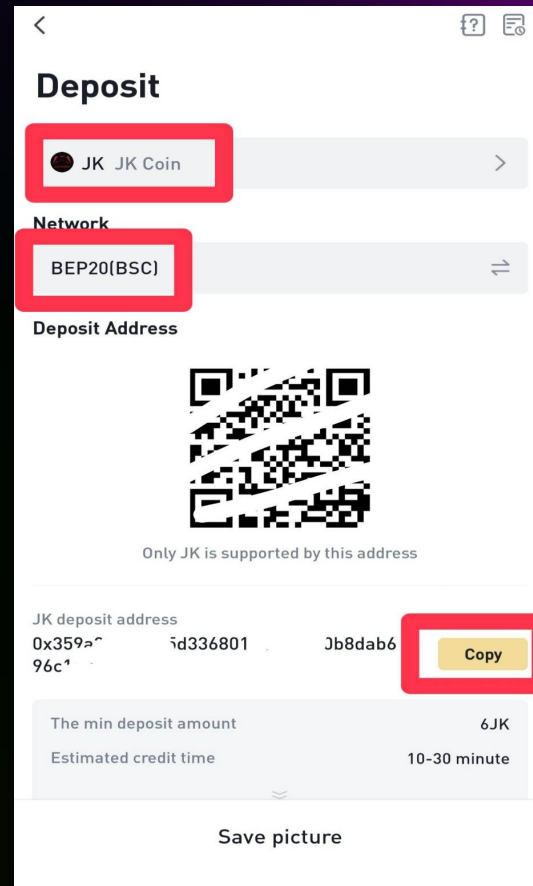 Deposit
JK JK Coin
Network
BEP20(BSC)
Deposit Address
Only JK is supported by this address
JK deposit address
Copy
The min deposit amount 6JK
Estimated credit time 10-30 minute
Save picture